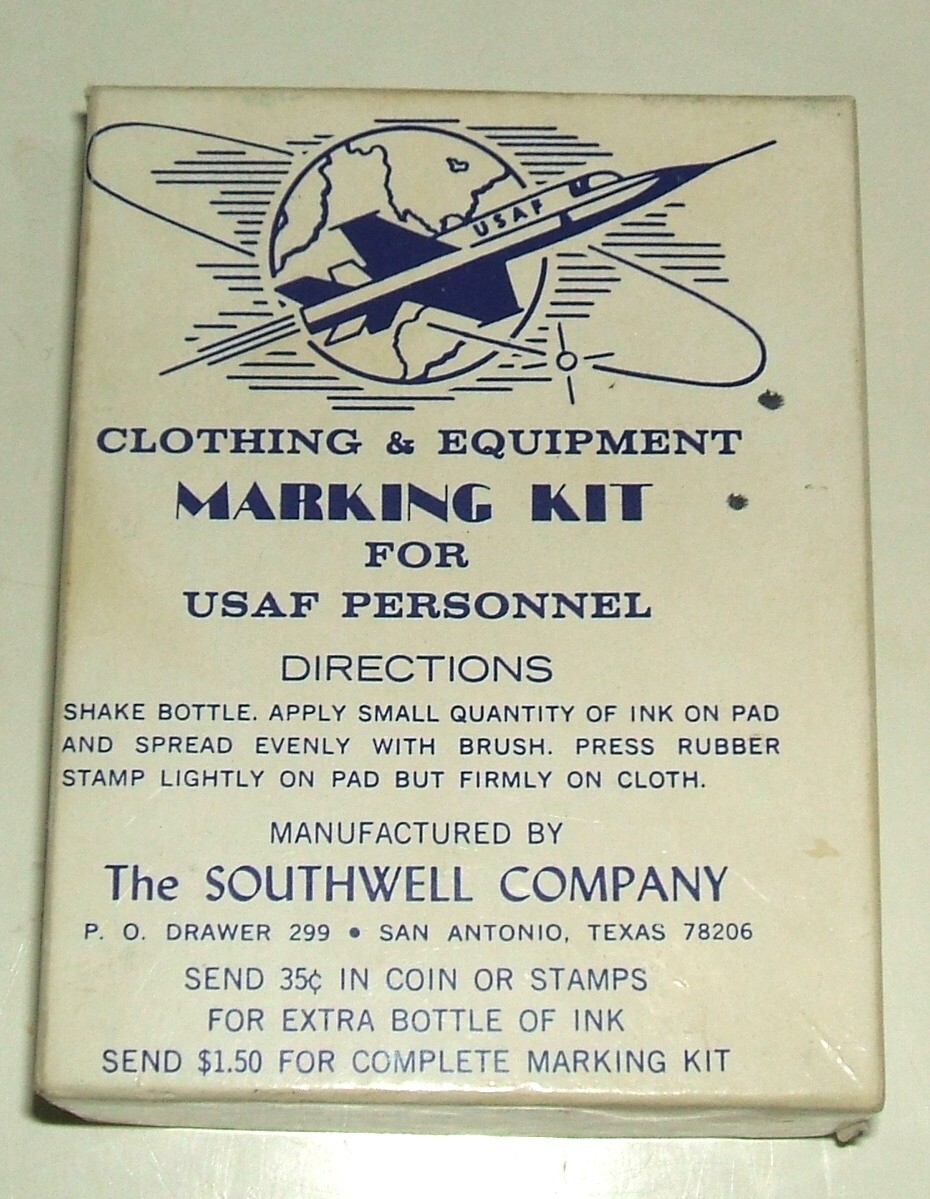 USAF
CLOTHING & EQUIPMENT
MARKING KIT
FOR
USAF PERSONNEL
DIRECTIONS
SHAKE BOTTLE. APPLY SMALL QUANTITY OF INK ON PAD
AND SPREAD EVENLY WITH BRUSH. PRESS RUBBER
STAMP LIGHTLY ON PAD BUT FIRMLY ON CLOTH.
MANUFACTURED BY
The SOUTHWELL COMPANY
P. O. DRAWER 299 • SAN ANTONIO, TEXAS 78206
SEND 35¢ IN COIN OR STAMPS
FOR EXTRA BOTTLE OF INK
SEND $1.50 FOR COMPLETE MARKING KIT